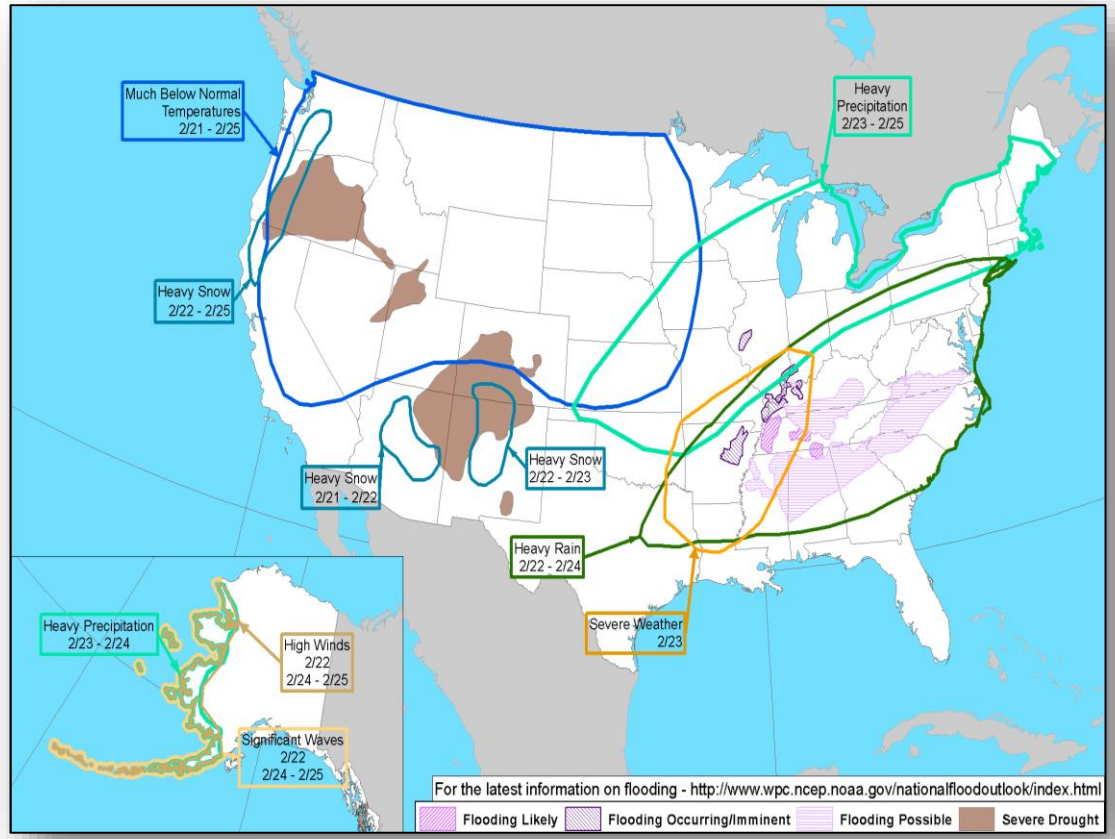 Much Below Normal
Temperatures
2/21 - 2/25
Heavy
Precipitation
2/23 - 2/25
Heavy Snow
2/22 - 2/25
Heavy Snow
2/21 - 2/22
Heavy Snow
2/22 - 2/23
Heavy Rain
2/22 - 2/24
Severe Weather
2/23
Heavy Precipitation
2/23 - 2/24
High Winds
2/22
2/24 - 2/25
Significant Waves
2/22
2/24 - 2/25
For the latest information on flooding - http://www.wpc.ncep.noaa.gov/nationalfloodoutlook/index.html
Flooding Likely Flooding Occurring/Imminent Flooding Possible Severe Drought